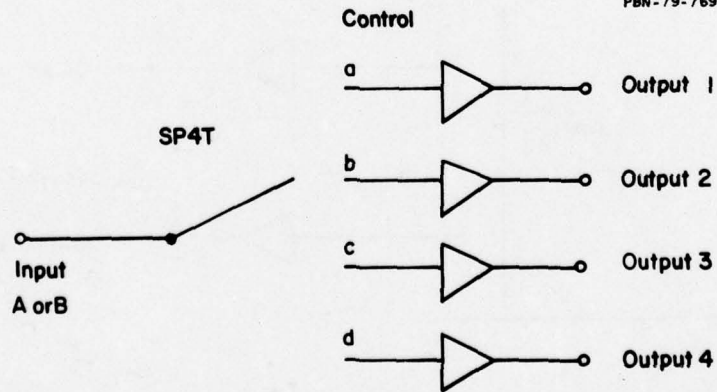 PBN-79-769
Control
a
Output 1
SP4T
b
Output 2
c
Output 3
Input
A or B
d
Output 4